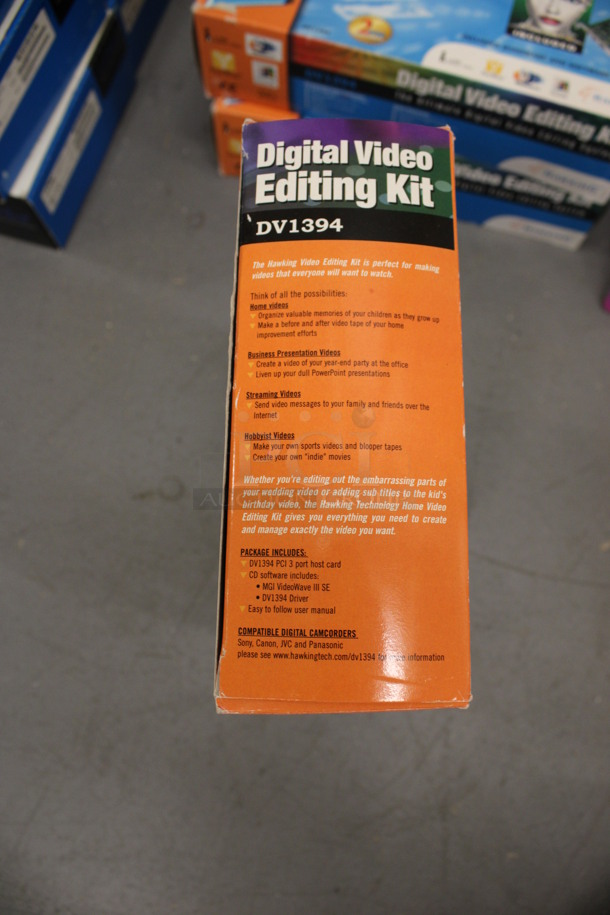 Digital Video Editing
Digital Video Editing K
Digital Video
Editing Kit
DV1394
The Hawking Video Editing Kit is perfect for making
videos that everyone will want to watch.
Think of all the possibilities:
Home videos
Organize valuable memories of your children as they grow up
Make a before and after video tape of your home
improvement efforts
Business Presentation Videos
Create a video of your year-end party at the office
Liven up your dull PowerPoint presentations
Streaming Videos
Send video messages to your family and friends over the
Internet
Hobbyist Videos
Make your own sports videos and blooper tapes
Create your own "indie" movies
Whether you're editing out the embarrassing parts of
your wedding video or adding sub titles to the kid's
birthday video, the Hawking Technology Home Video
Editing Kit gives you everything you need to create
and manage exactly the video you want.
PACKAGE INCLUDES:
DV1394 PCI 3 port host card
CD software includes:
• MGI VideoWave III SE
• DV1394 Driver
Easy to follow user manual
COMPATIBLE DIGITAL CAMCORDERS
Sony, Canon, JVC and Panasonic
please see www.hawkingtech.com/dv1394 for more information